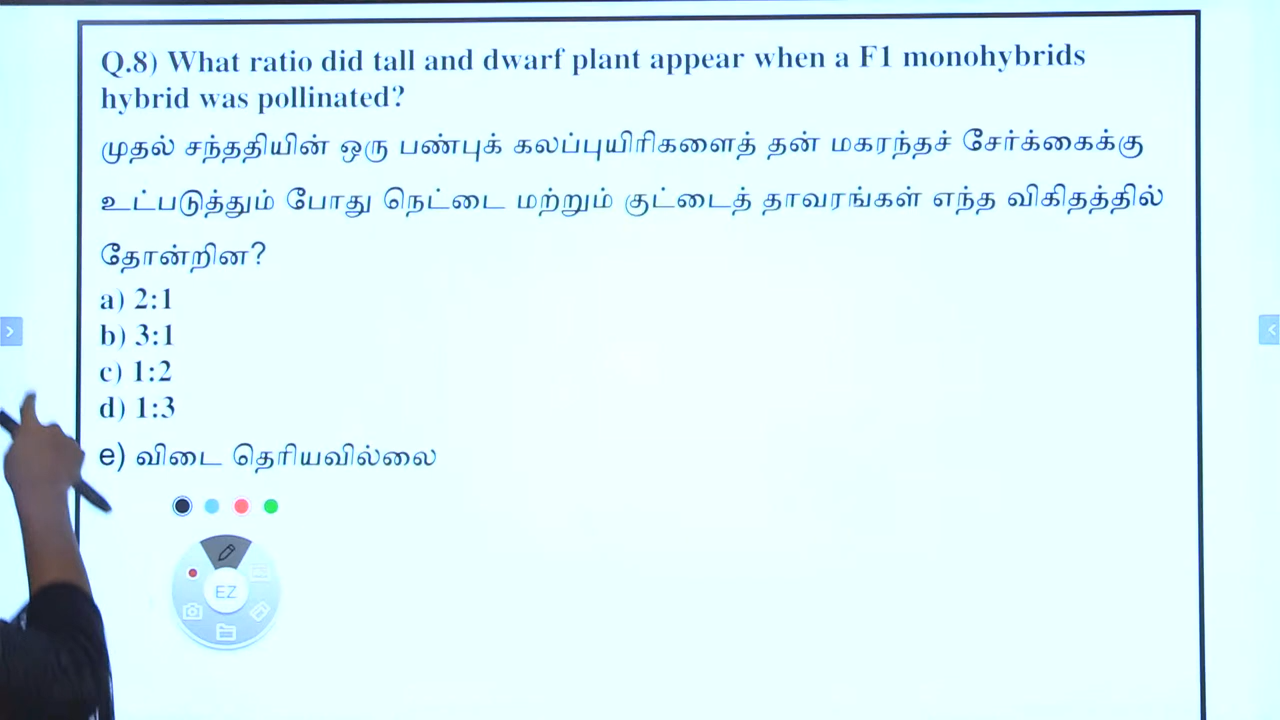 Q.8) What ratio did tall and dwarf plant appear when a F1 monohybrids
hybrid was pollinated?
முதல் சந்ததியின் ஒரு பண்புக் கலப்புயிரிகளைத் தன் மகரந்தச் சேர்க்கைக்கு
உட்படுத்தும் போது நெட்டை மற்றும் குட்டைத் தாவரங்கள் எந்த விகிதத்தில்
தோன்றின?
a) 2:1
b) 3:1
c) 1:2
d) 1:3
e) விடை தெரியவில்லை
EZ